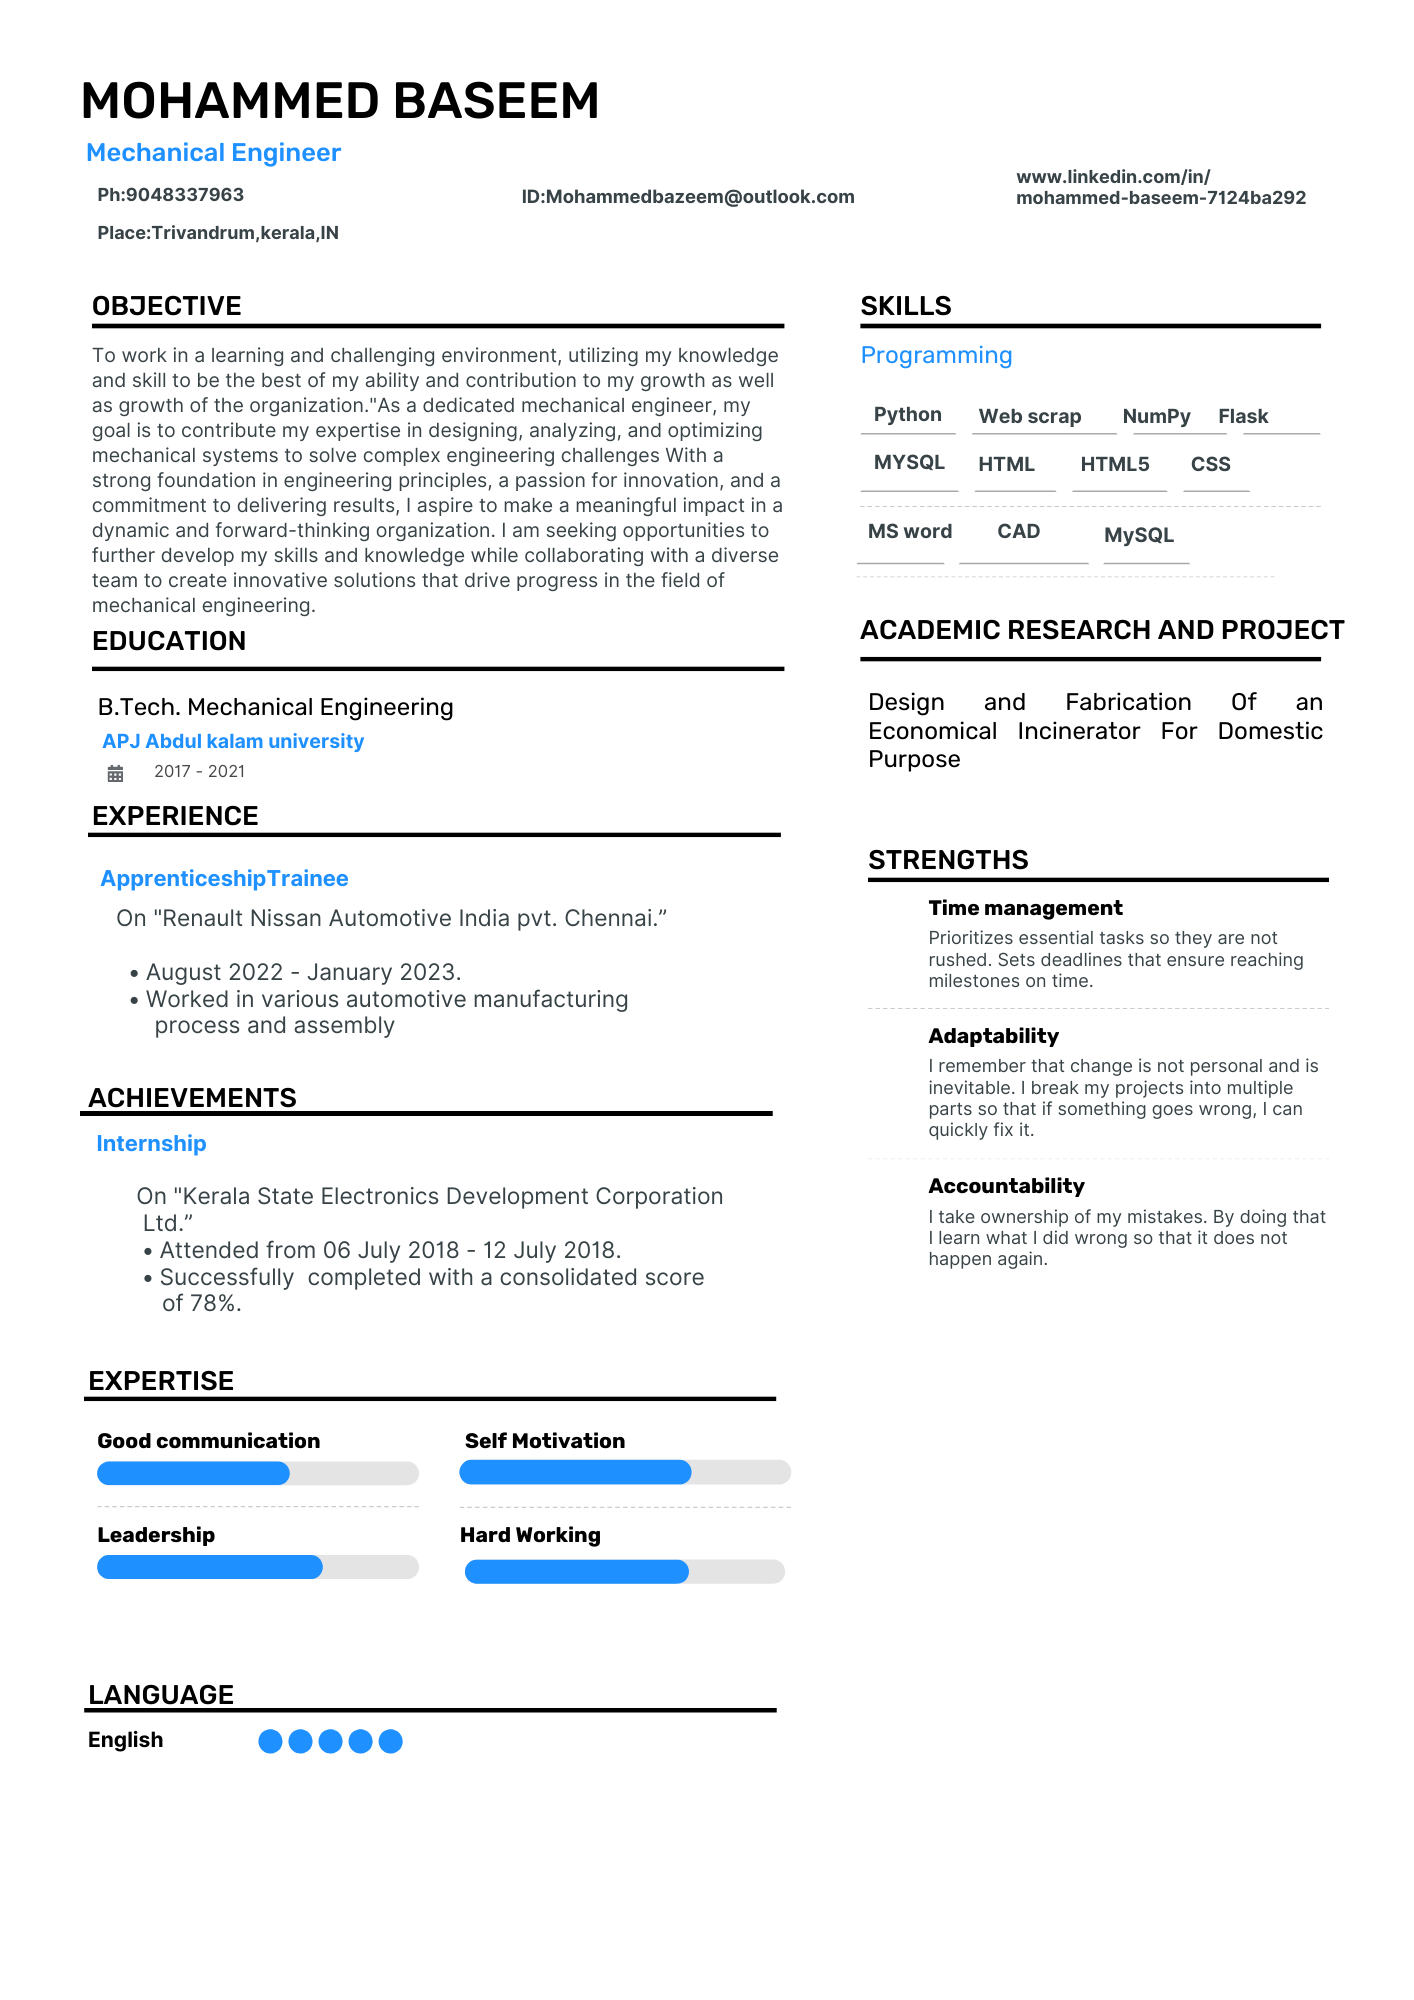 MOHAMMED BASEEM
Mechanical Engineer
Ph:9048337963
ID:Mohammedbazeem@outlook.com
www.linkedin.com/in/
mohammed-baseem-7124ba292
Place:Trivandrum,kerala,IN
OBJECTIVE
To work in a learning and challenging environment, utilizing my knowledge
and skill to be the best of my ability and contribution to my growth as well
as growth of the organization."As a dedicated mechanical engineer, my
goal is to contribute my expertise in designing, analyzing, and optimizing
mechanical systems to solve complex engineering challenges With a
strong foundation in engineering principles, a passion for innovation, and a
commitment to delivering results, I aspire to make a meaningful impact in a
dynamic and forward-thinking organization. I am seeking opportunities to
further develop my skills and knowledge while collaborating with a diverse
team to create innovative solutions that drive progress in the field of
mechanical engineering.
EDUCATION
B.Tech. Mechanical Engineering
APJ Abdul kalam university
2017 - 2021
EXPERIENCE
ApprenticeshipTrainee
On "Renault Nissan Automotive India pvt. Chennai.”
• August 2022 - January 2023.
• Worked in various automotive manufacturing
process and assembly
ACHIEVEMENTS
Internship
On "Kerala State Electronics Development Corporation
Ltd.”
• Attended from 06 July 2018 - 12 July 2018.
• Successfully completed with a consolidated score
of 78%.
EXPERTISE
Good communication
Self Motivation
Leadership
Hard Working
LANGUAGE
English
SKILLS
Programming
Python Web scrap NumPy Flask
MYSQL HTML HTML5 CSS
MS word CAD MySQL
ACADEMIC RESEARCH AND PROJECT
Design and Fabrication Of an
Economical Incinerator For Domestic
Purpose
STRENGTHS
Time management
Prioritizes essential tasks so they are not
rushed. Sets deadlines that ensure reaching
milestones on time.
Adaptability
I remember that change is not personal and is
inevitable. I break my projects into multiple
parts so that if something goes wrong, I can
quickly fix it.
Accountability
I take ownership of my mistakes. By doing that
I learn what I did wrong so that it does not
happen again.